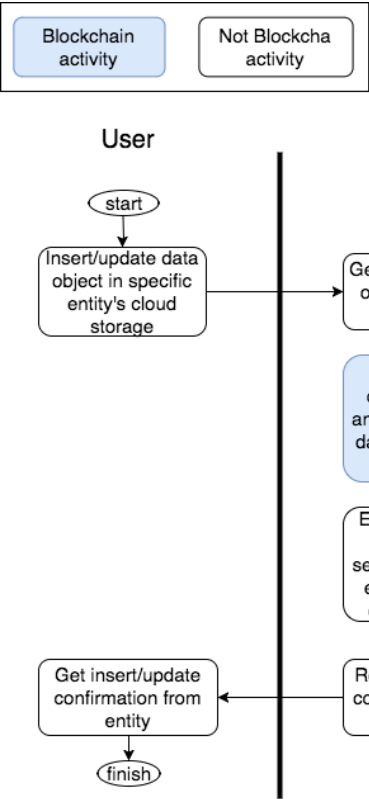 Blockchain
activity
Not Blockcha
activity
User
start
Insert/update data
object in specific
entity's cloud
storage
Get insert/update
confirmation from
entity
finish